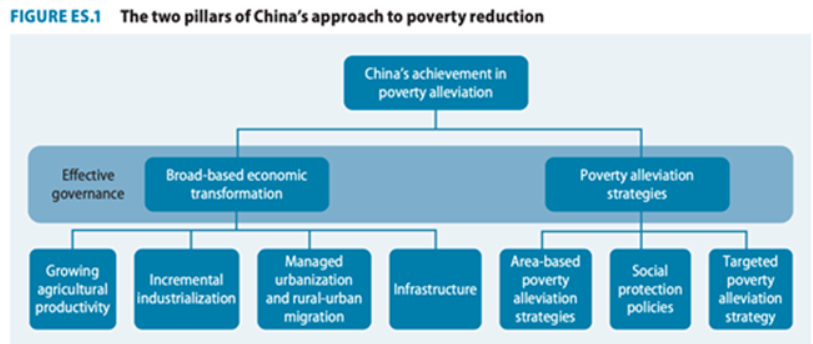 FIGURE ES.1 The two pillars of China's approach to poverty reduction
China's achievement in
poverty alleviation
Effective
governance
Broad-based economic
transformation
Poverty alleviation
strategies
Growing
agricultural
productivity
Incremental
industrialization
Managed
urbanization
and rural-urban
migration
Infrastructure
Area-based
poverty
alleviation
strategies
Social
protection
policies
Targeted
poverty
alleviation
strategy